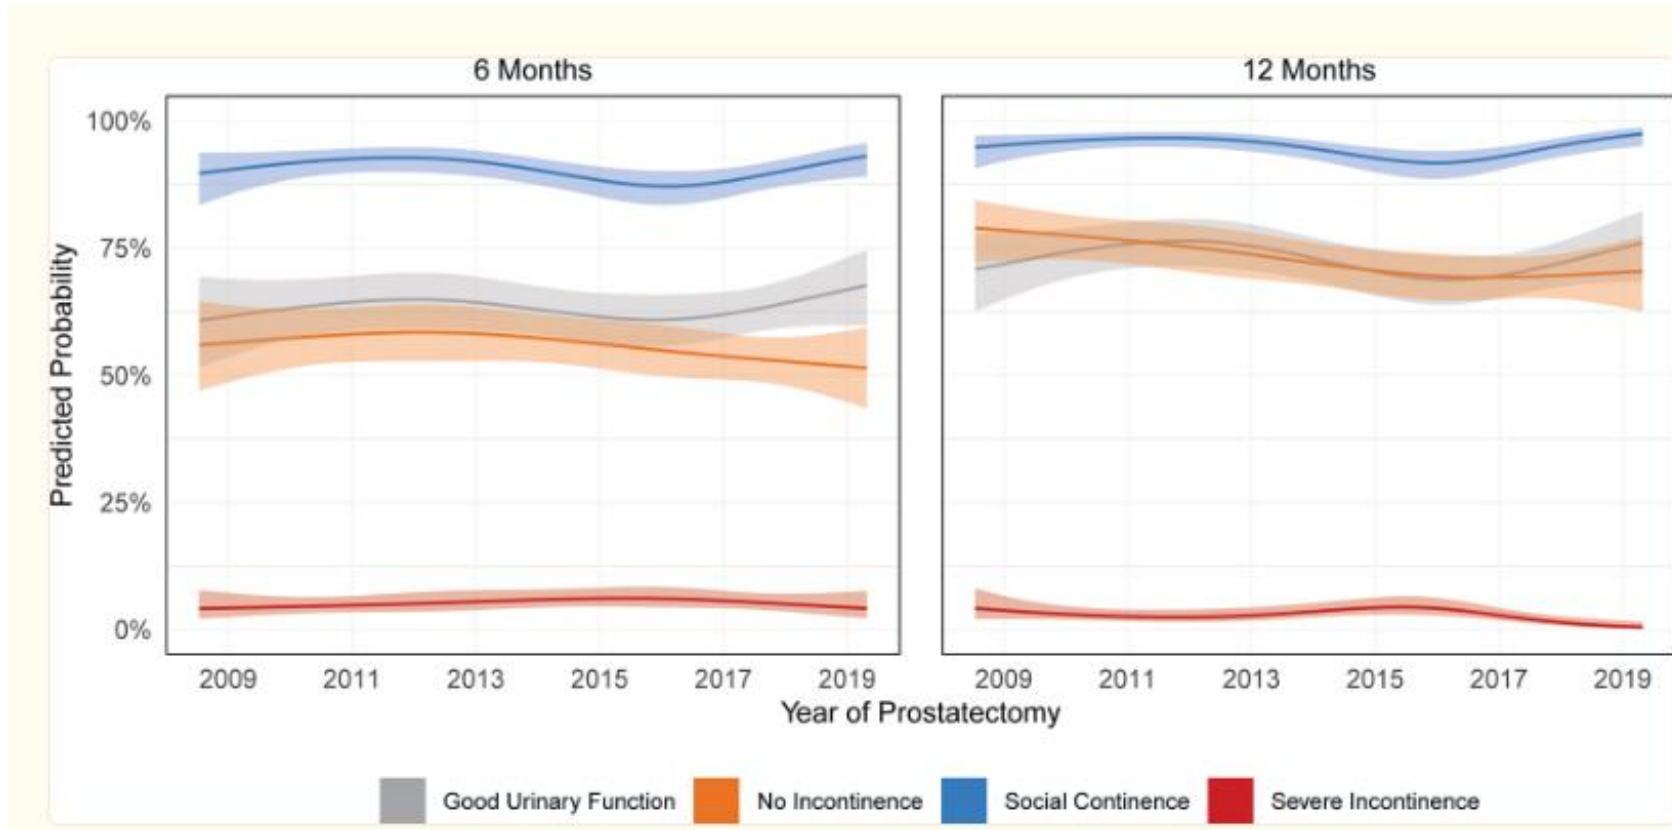 6 Months
12 Months
Predicted Probability
100%
75%
50%
25%
0%
2009 2011 2013 2015 2017 2019
2009 2011 2013 2015 2017 2019
Year of Prostatectomy
Good Urinary Function No Incontinence Social Continence Severe Incontinence